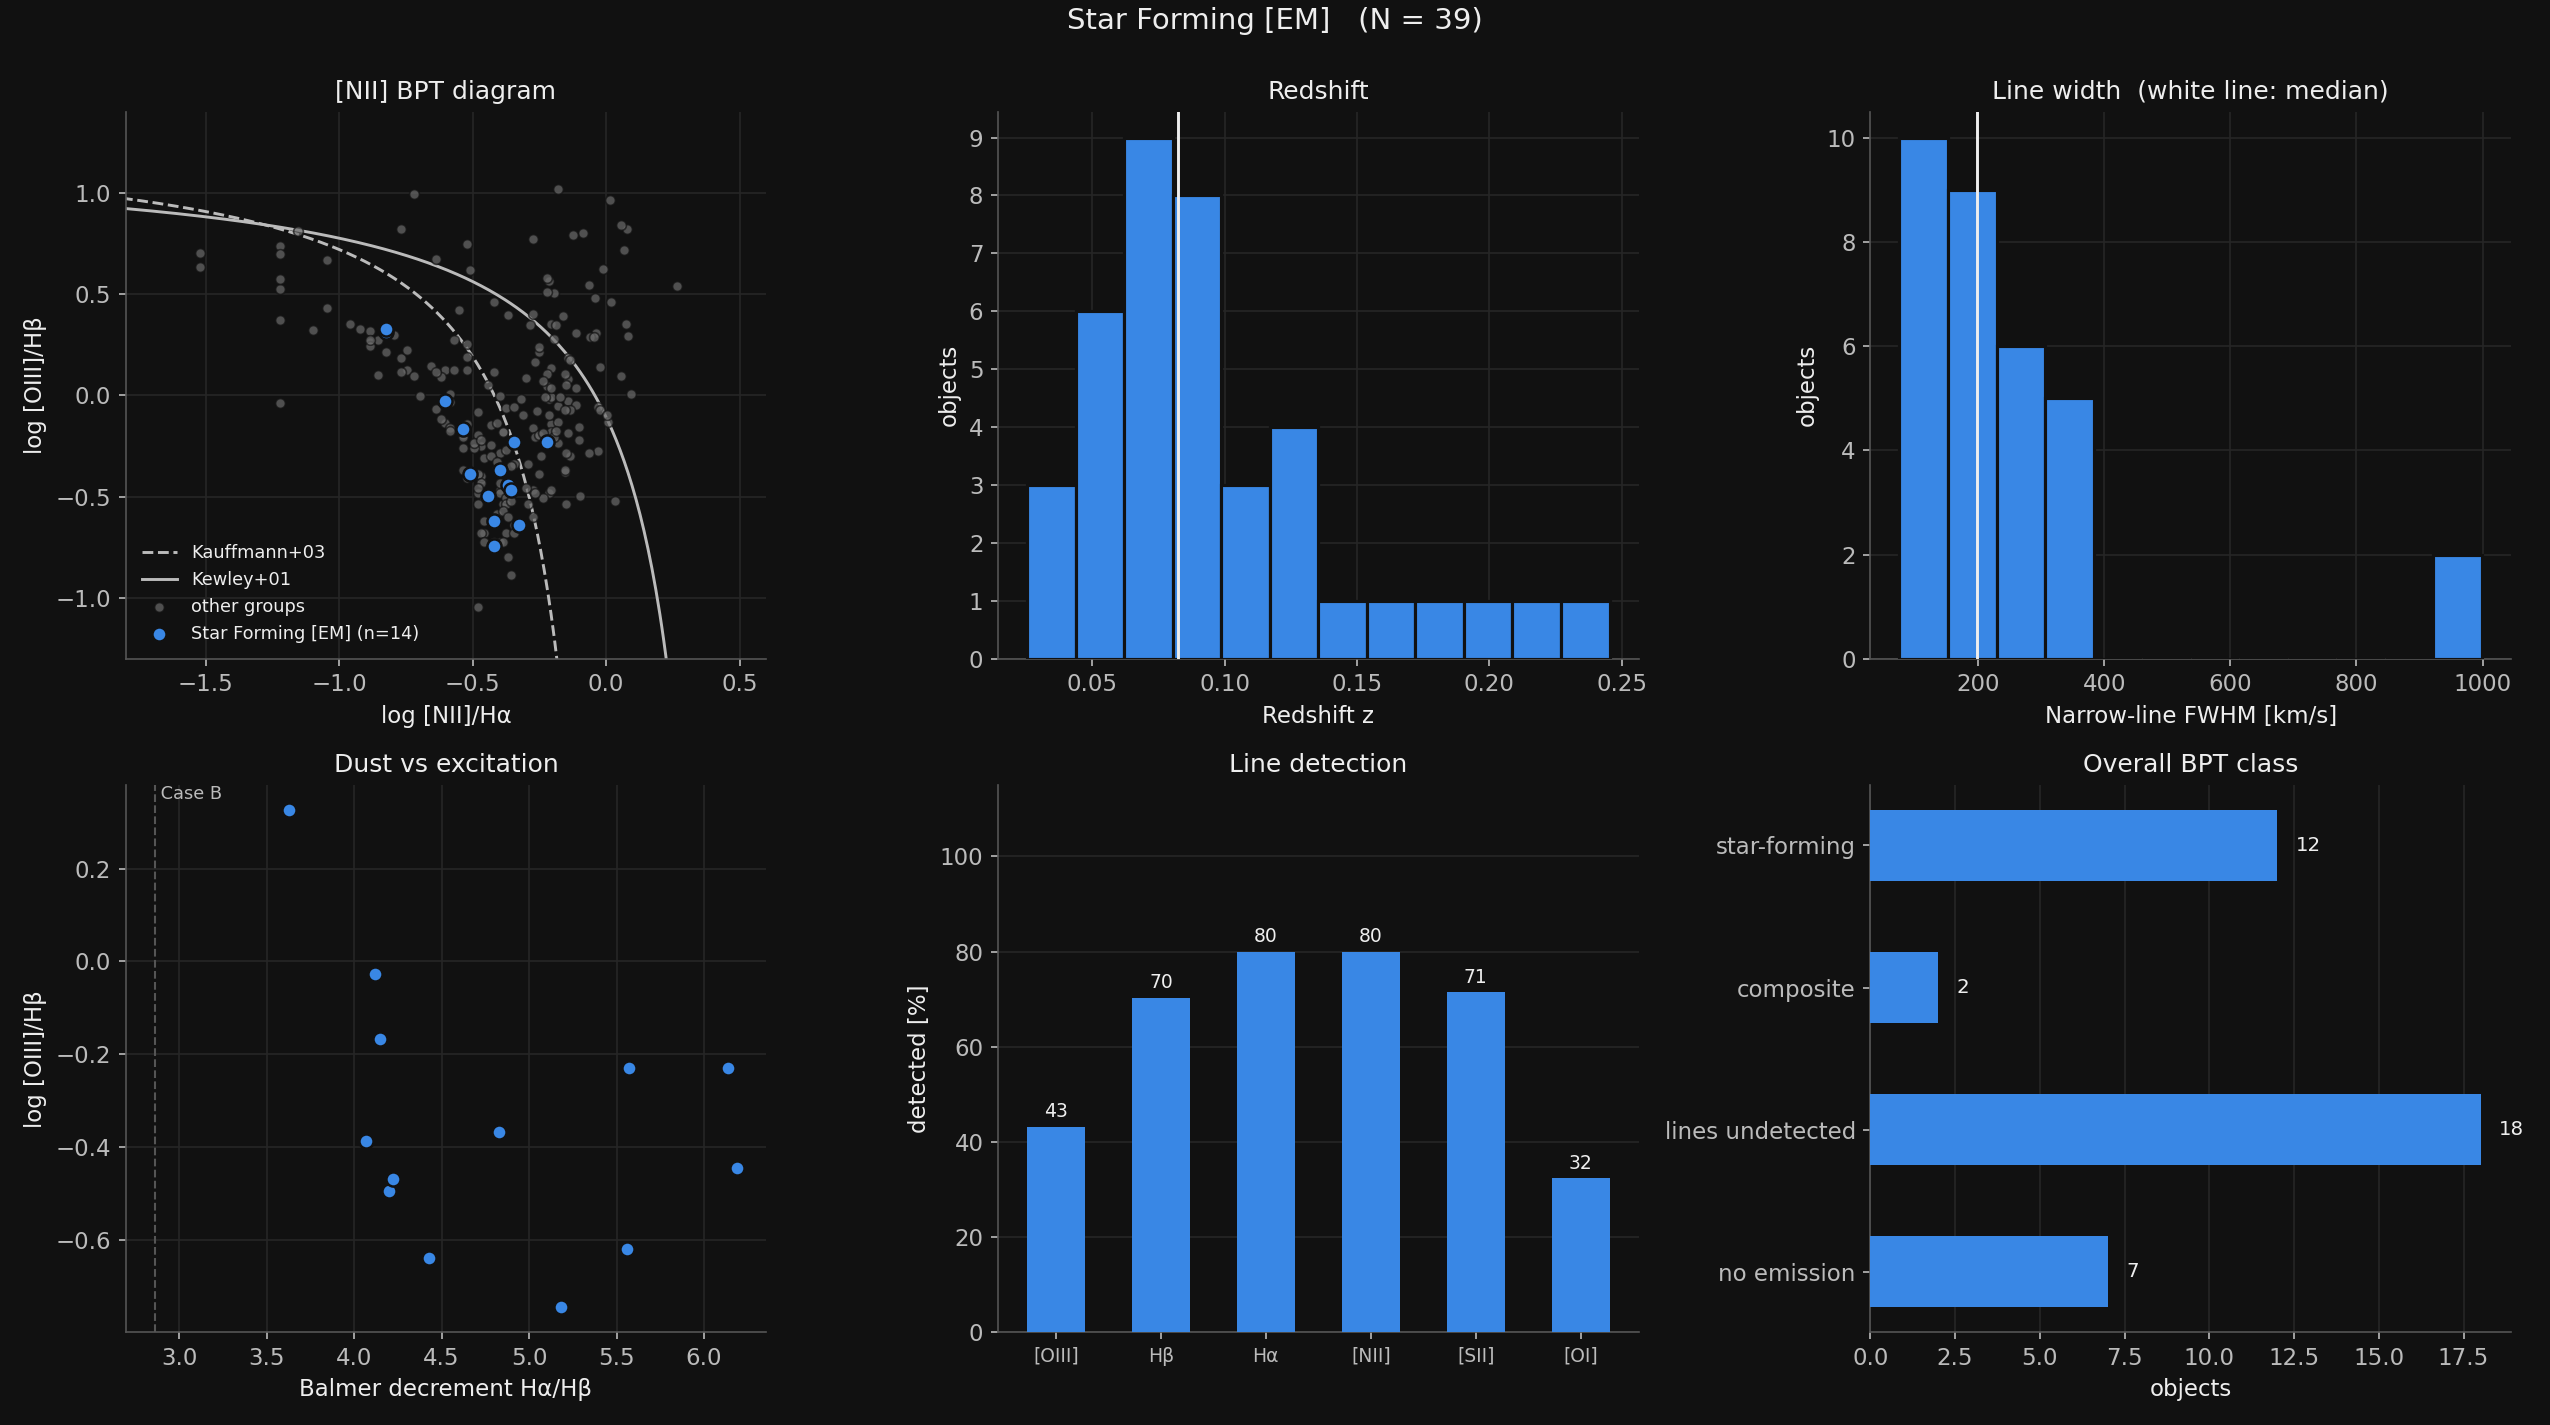 Star Forming [EM]   (N = 39)
[NII] BPT diagram
log [OIII]/Hβ
1.0
0.5
0.0
−0.5
−1.0
Kauffmann+03
Kewley+01
other groups
Star Forming [EM] (n=14)
−1.5 −1.0 −0.5 0.0 0.5
log [NII]/Hα
Redshift
objects
9
8
7
6
5
4
3
2
1
0
0.05 0.10 0.15 0.20 0.25
Redshift z
Line width  (white line: median)
objects
10
8
6
4
2
0
200 400 600 800 1000
Narrow-line FWHM [km/s]
Dust vs excitation
log [OIII]/Hβ
Case B
0.2
0.0
−0.2
−0.4
−0.6
3.0 3.5 4.0 4.5 5.0 5.5 6.0
Balmer decrement Hα/Hβ
Line detection
detected [%]
100
80
60
40
20
0
43 70 80 80 71 32
[OIII] Hβ Hα [NII] [SII] [OI]
Overall BPT class
star-forming 12
composite 2
lines undetected 18
no emission 7
0.0 2.5 5.0 7.5 10.0 12.5 15.0 17.5
objects